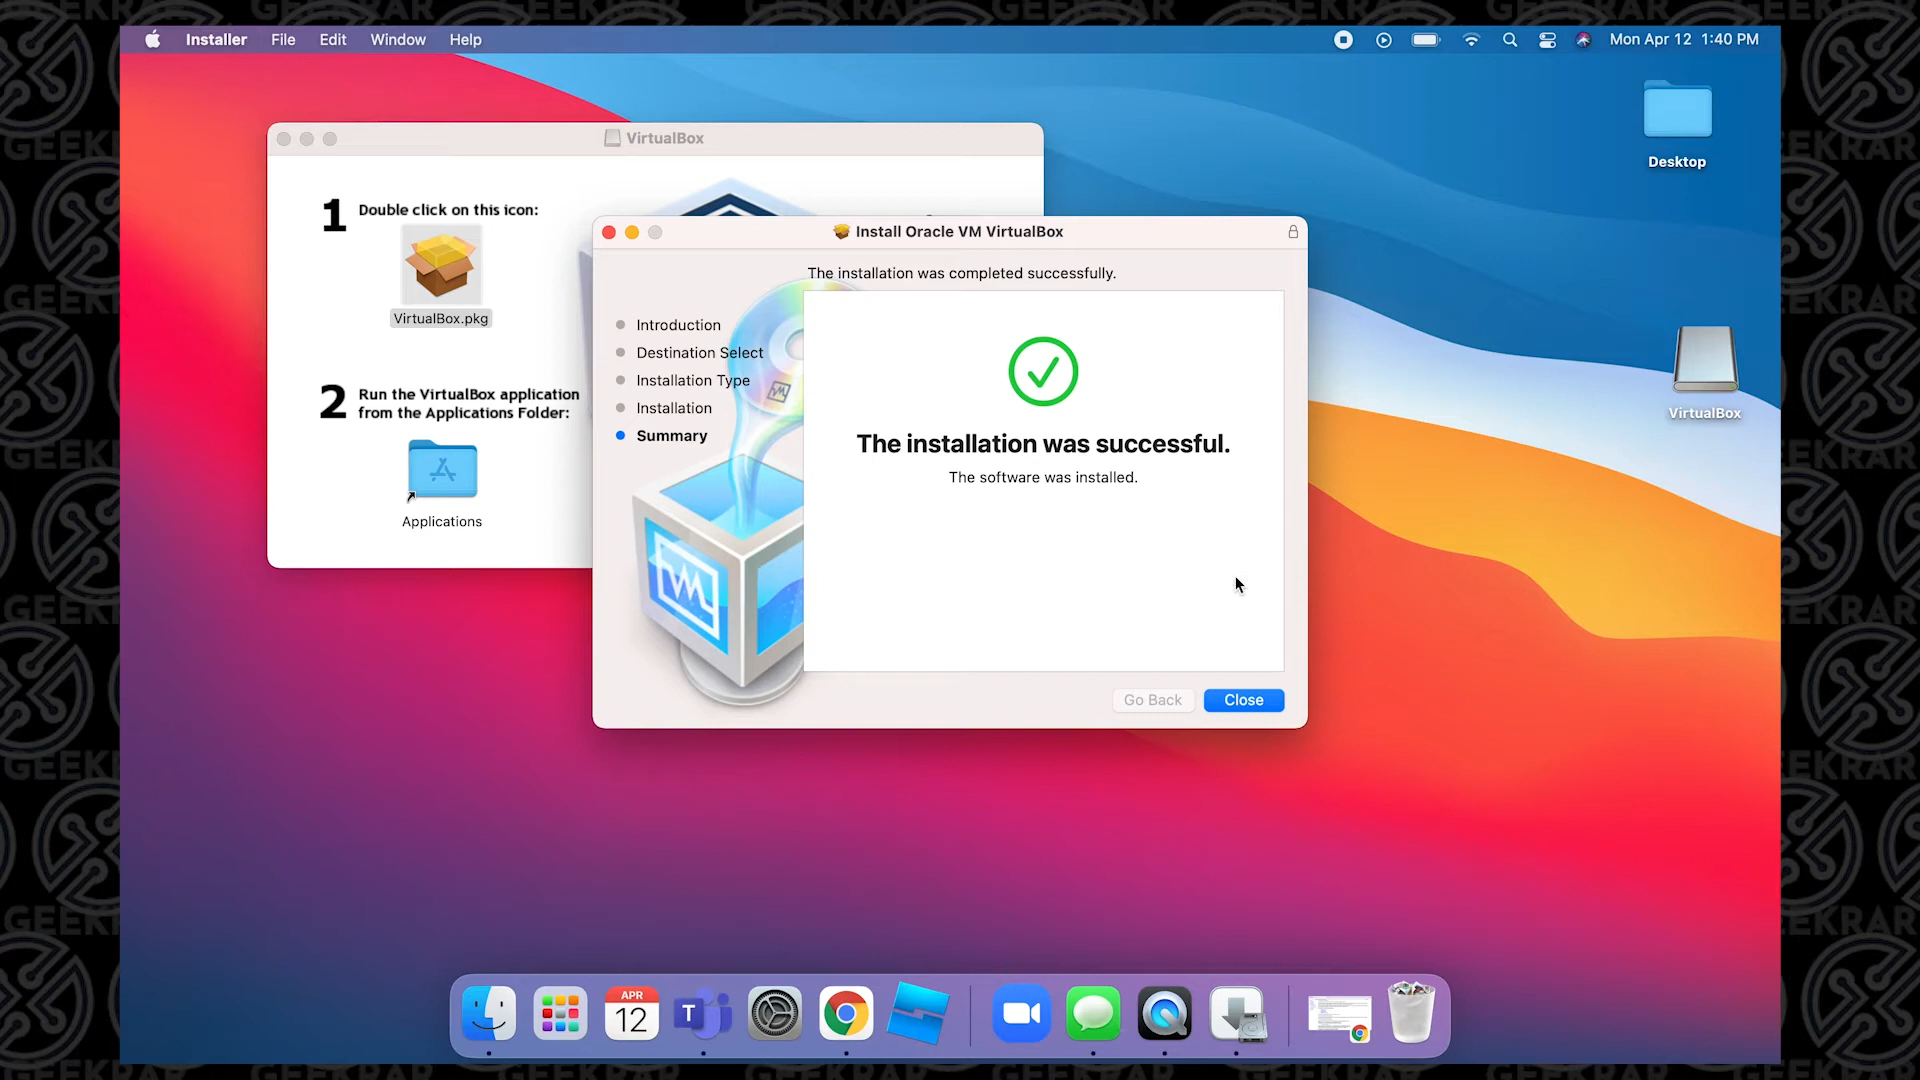 Installer File Edit Window Help
Mon Apr 12 1:40 PM
Desktop
VirtualBox
1 Double click on this icon:
VirtualBox.pkg
2 Run the VirtualBox application
from the Applications Folder:
Applications
Install Oracle VM VirtualBox
The installation was completed successfully.
Introduction
Destination Select
Installation Type
Installation
Summary
The installation was successful.
The software was installed.
Go Back Close
VirtualBox
APR
12
T
GEEKRAR